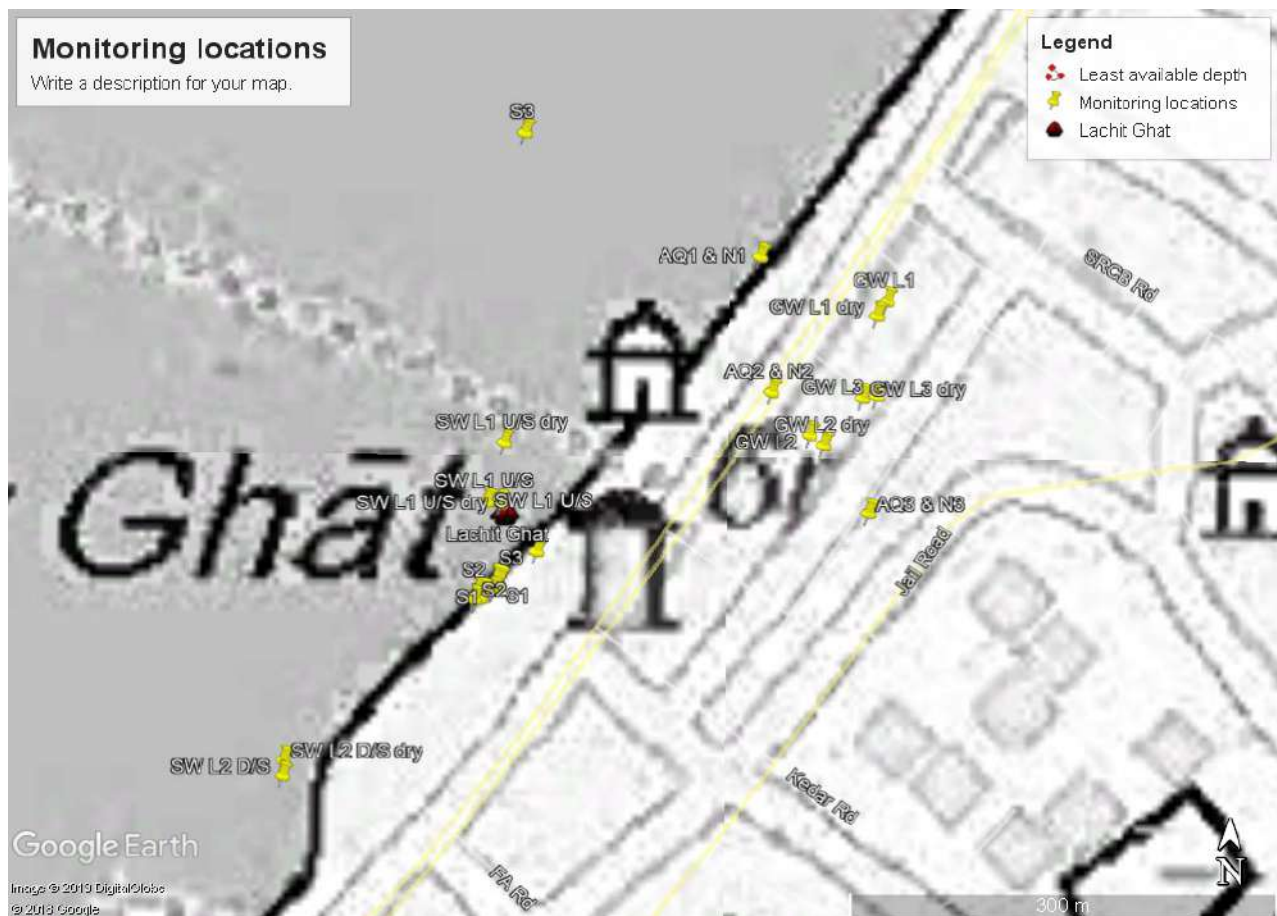 Monitoring locations
Write a description for your map.
Legend
Least available depth
Monitoring locations
Lachit Ghat
S3
AQ1 & N1
SRCB Rd
GW L1
GW L1 dry
AQ2 & N2
GW L3
GW L3 dry
SW L1 U/S dry
GW L2 dry
GW L2
Ghāt
SW L1 U/S
SW L1 U/S dry
SW L1 U/S
AQ3 & N3
Lachit Ghat
Jail Road
S3
S2
S2
S1
S1
SW L2 D/S dry
SW L2 D/S
Kedar Rd
FA Rd
Google Earth
N
Image © 2019 DigitalGlobe
© 2018 Google
300 m